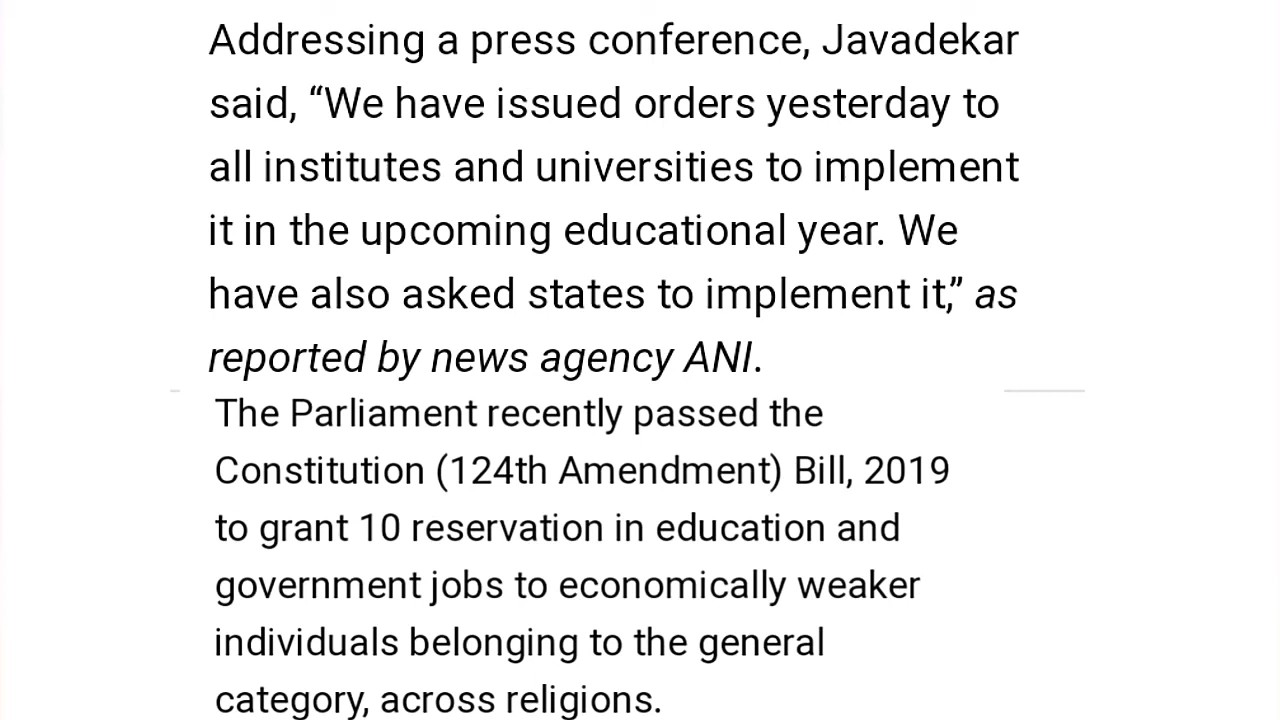 Addressing a press conference, Javadekar
said, “We have issued orders yesterday to
all institutes and universities to implement
it in the upcoming educational year. We
have also asked states to implement it,” as
reported by news agency ANI.
The Parliament recently passed the
Constitution (124th Amendment) Bill, 2019
to grant 10 reservation in education and
government jobs to economically weaker
individuals belonging to the general
category, across religions.